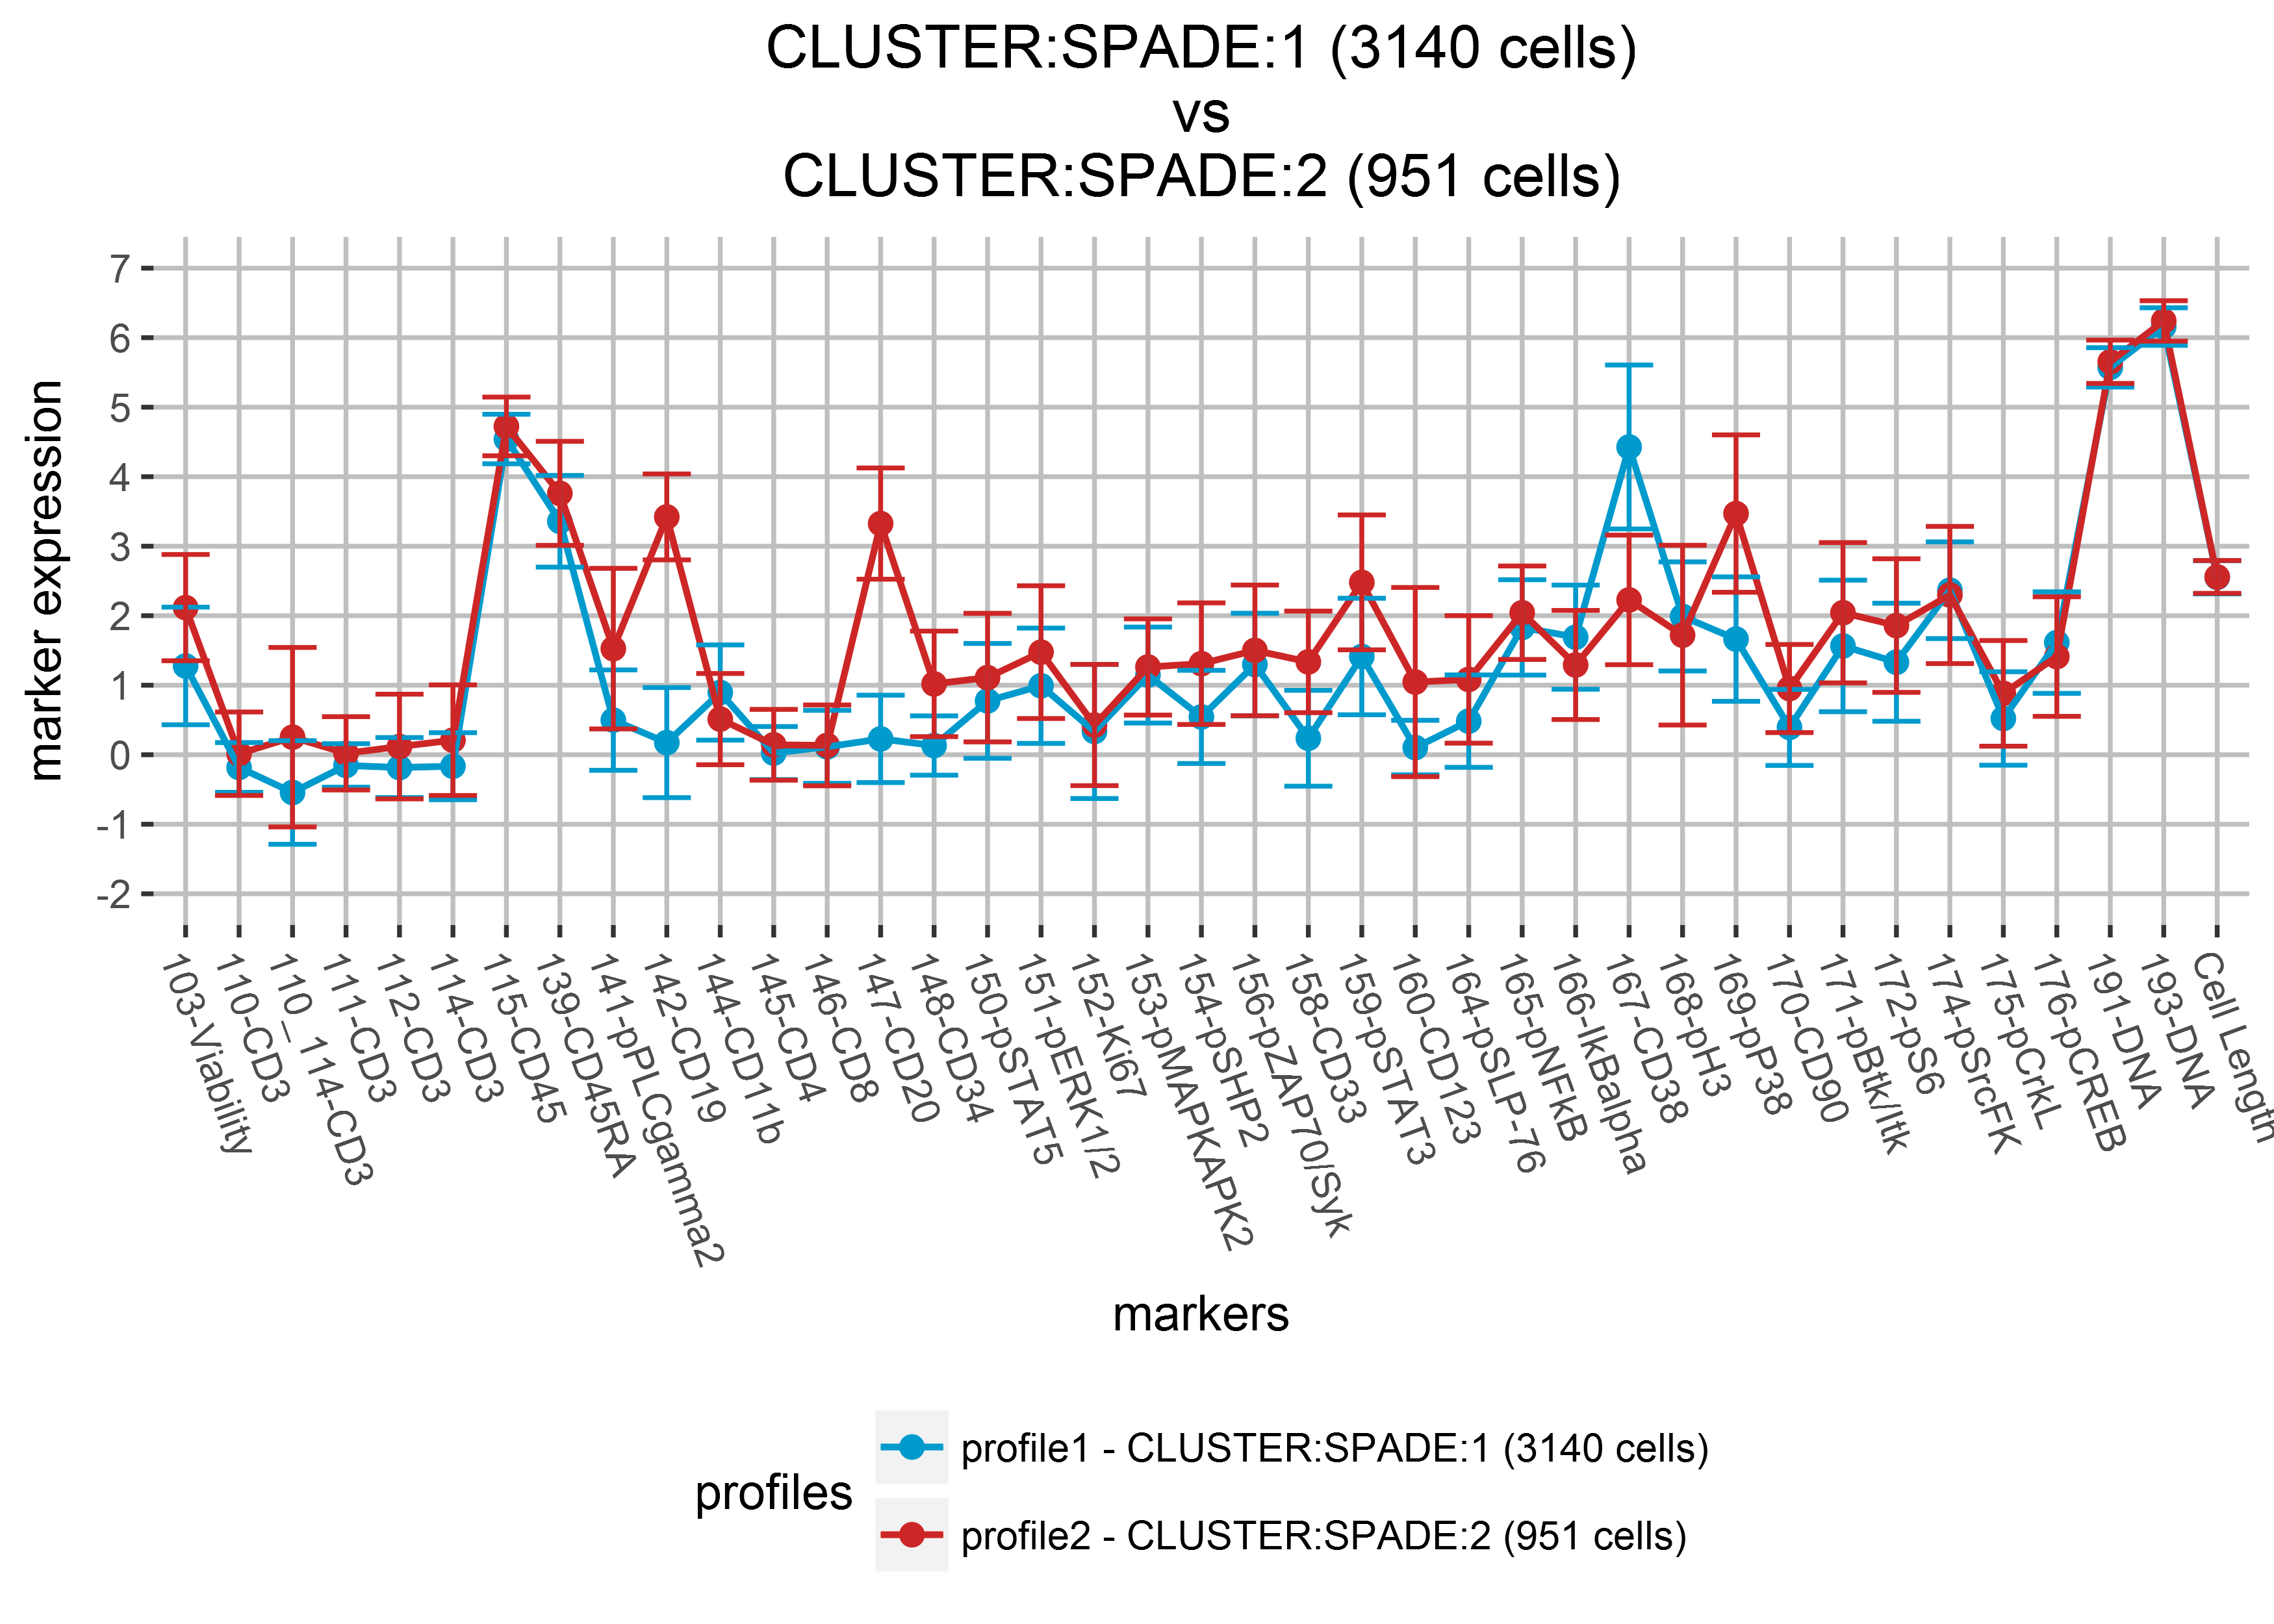 CLUSTER:SPADE:1 (3140 cells)
vs
CLUSTER:SPADE:2 (951 cells)
marker expression
7
6
5
4
3
2
1
0
-1
-2
103-Viability
110-CD3
110_114-CD3
111-CD3
112-CD3
114-CD3
115-CD45
139-CD45RA
141-pPLCgamma2
142-CD19
144-CD11b
145-CD4
146-CD8
147-CD20
148-CD34
150-pSTAT5
151-pERK1/2
152-Ki67
153-pMAPKAPK2
154-pSHP2
156-pZAP70/Syk
158-CD33
159-pSTAT3
160-CD123
164-pSLP-76
165-pNFkB
166-IkBalpha
167-CD38
168-pH3
169-pP38
170-CD90
171-pBtk/Itk
172-pS6
174-pSrcFK
175-pCrkL
176-pCREB
191-DNA
193-DNA
Cell Length
markers
profiles
profile1 - CLUSTER:SPADE:1 (3140 cells)
profile2 - CLUSTER:SPADE:2 (951 cells)